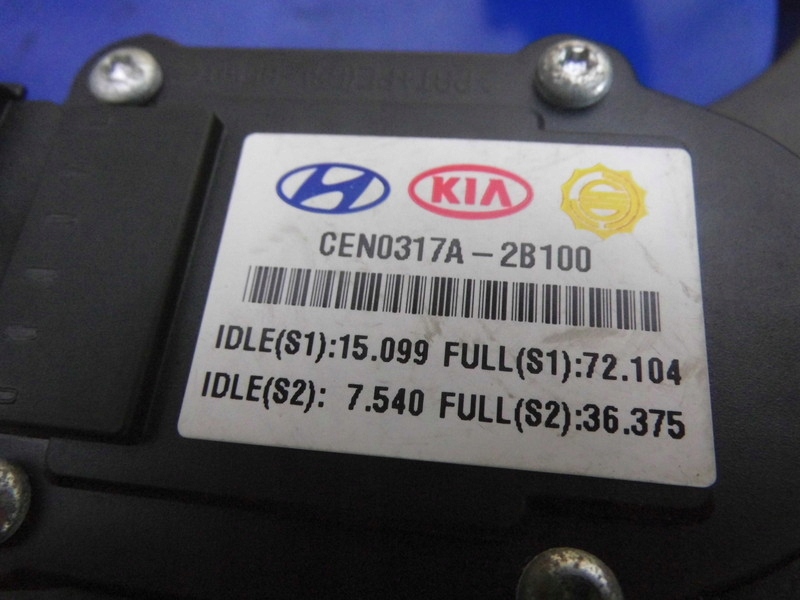 KIA
CEN0317A-2B100
IDLE(S1):15.099 FULL(S1):72.104
IDLE(S2): 7.540 FULL(S2):36.375